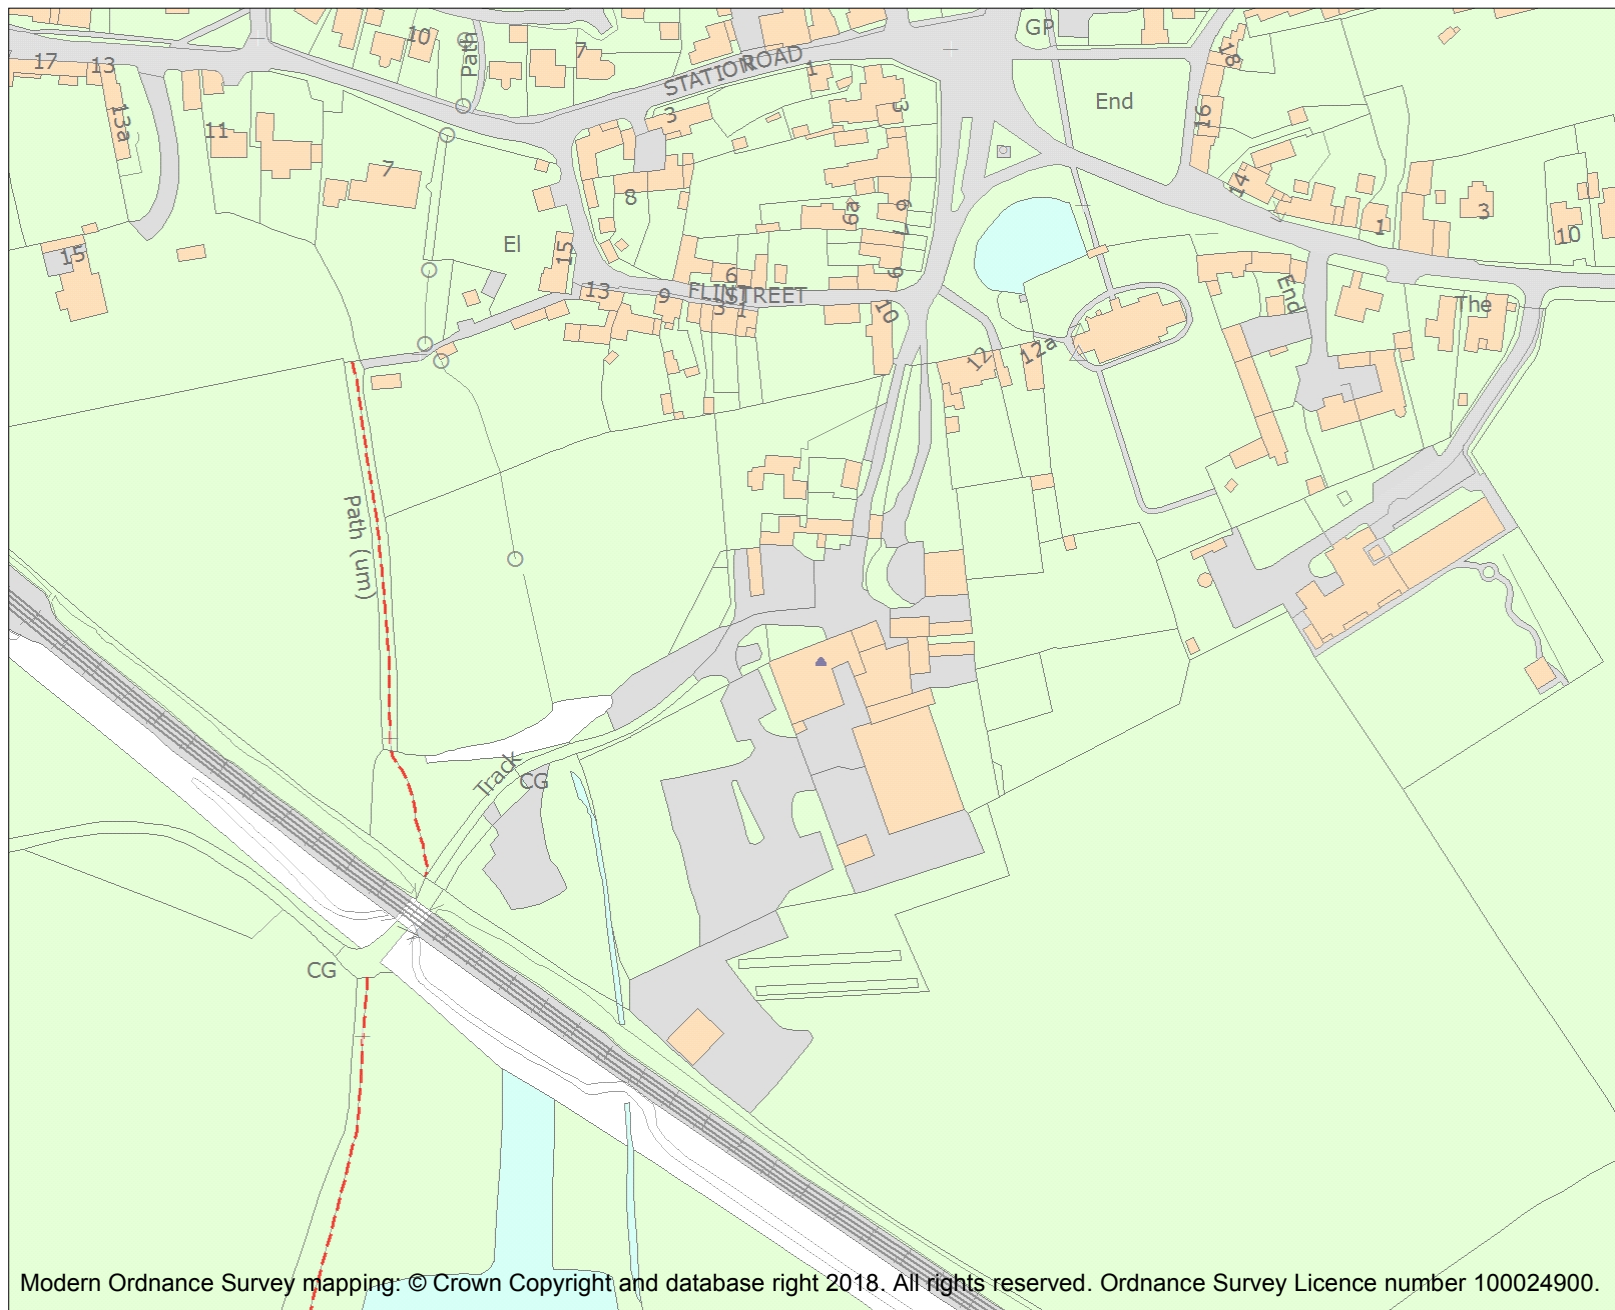 GP
10
Path
7
17
13
STATION ROAD
1
18
3
End
13a
3
16
11
7
14
8
6a
6
3
1
10
15
El
15
7
6
9
13
9
FLINT STREET
3
1
10
End
The
12
12a
Path (um)
Track
CG
CG
Modern Ordnance Survey mapping: © Crown Copyright and database right 2018. All rights reserved. Ordnance Survey Licence number 100024900.